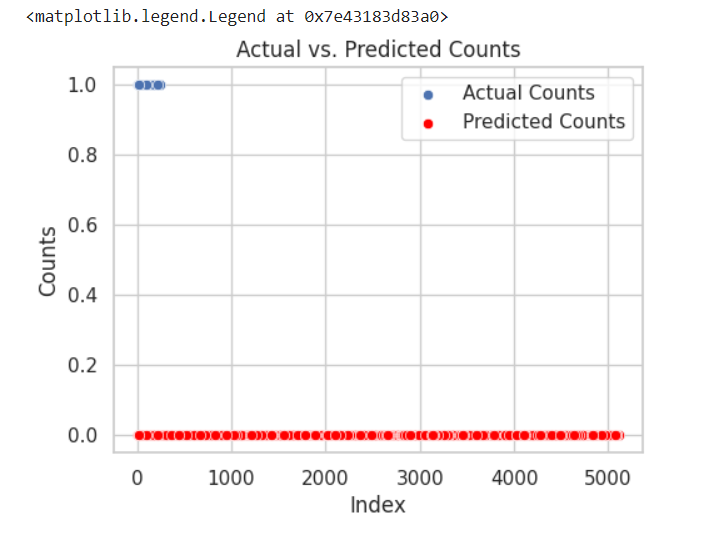 <matplotlib.legend.Legend at 0x7e43183d83a0>
Actual vs. Predicted Counts
1.0
0.8
0.6
0.4
0.2
0.0
Counts
Actual Counts
Predicted Counts
0 1000 2000 3000 4000 5000
Index